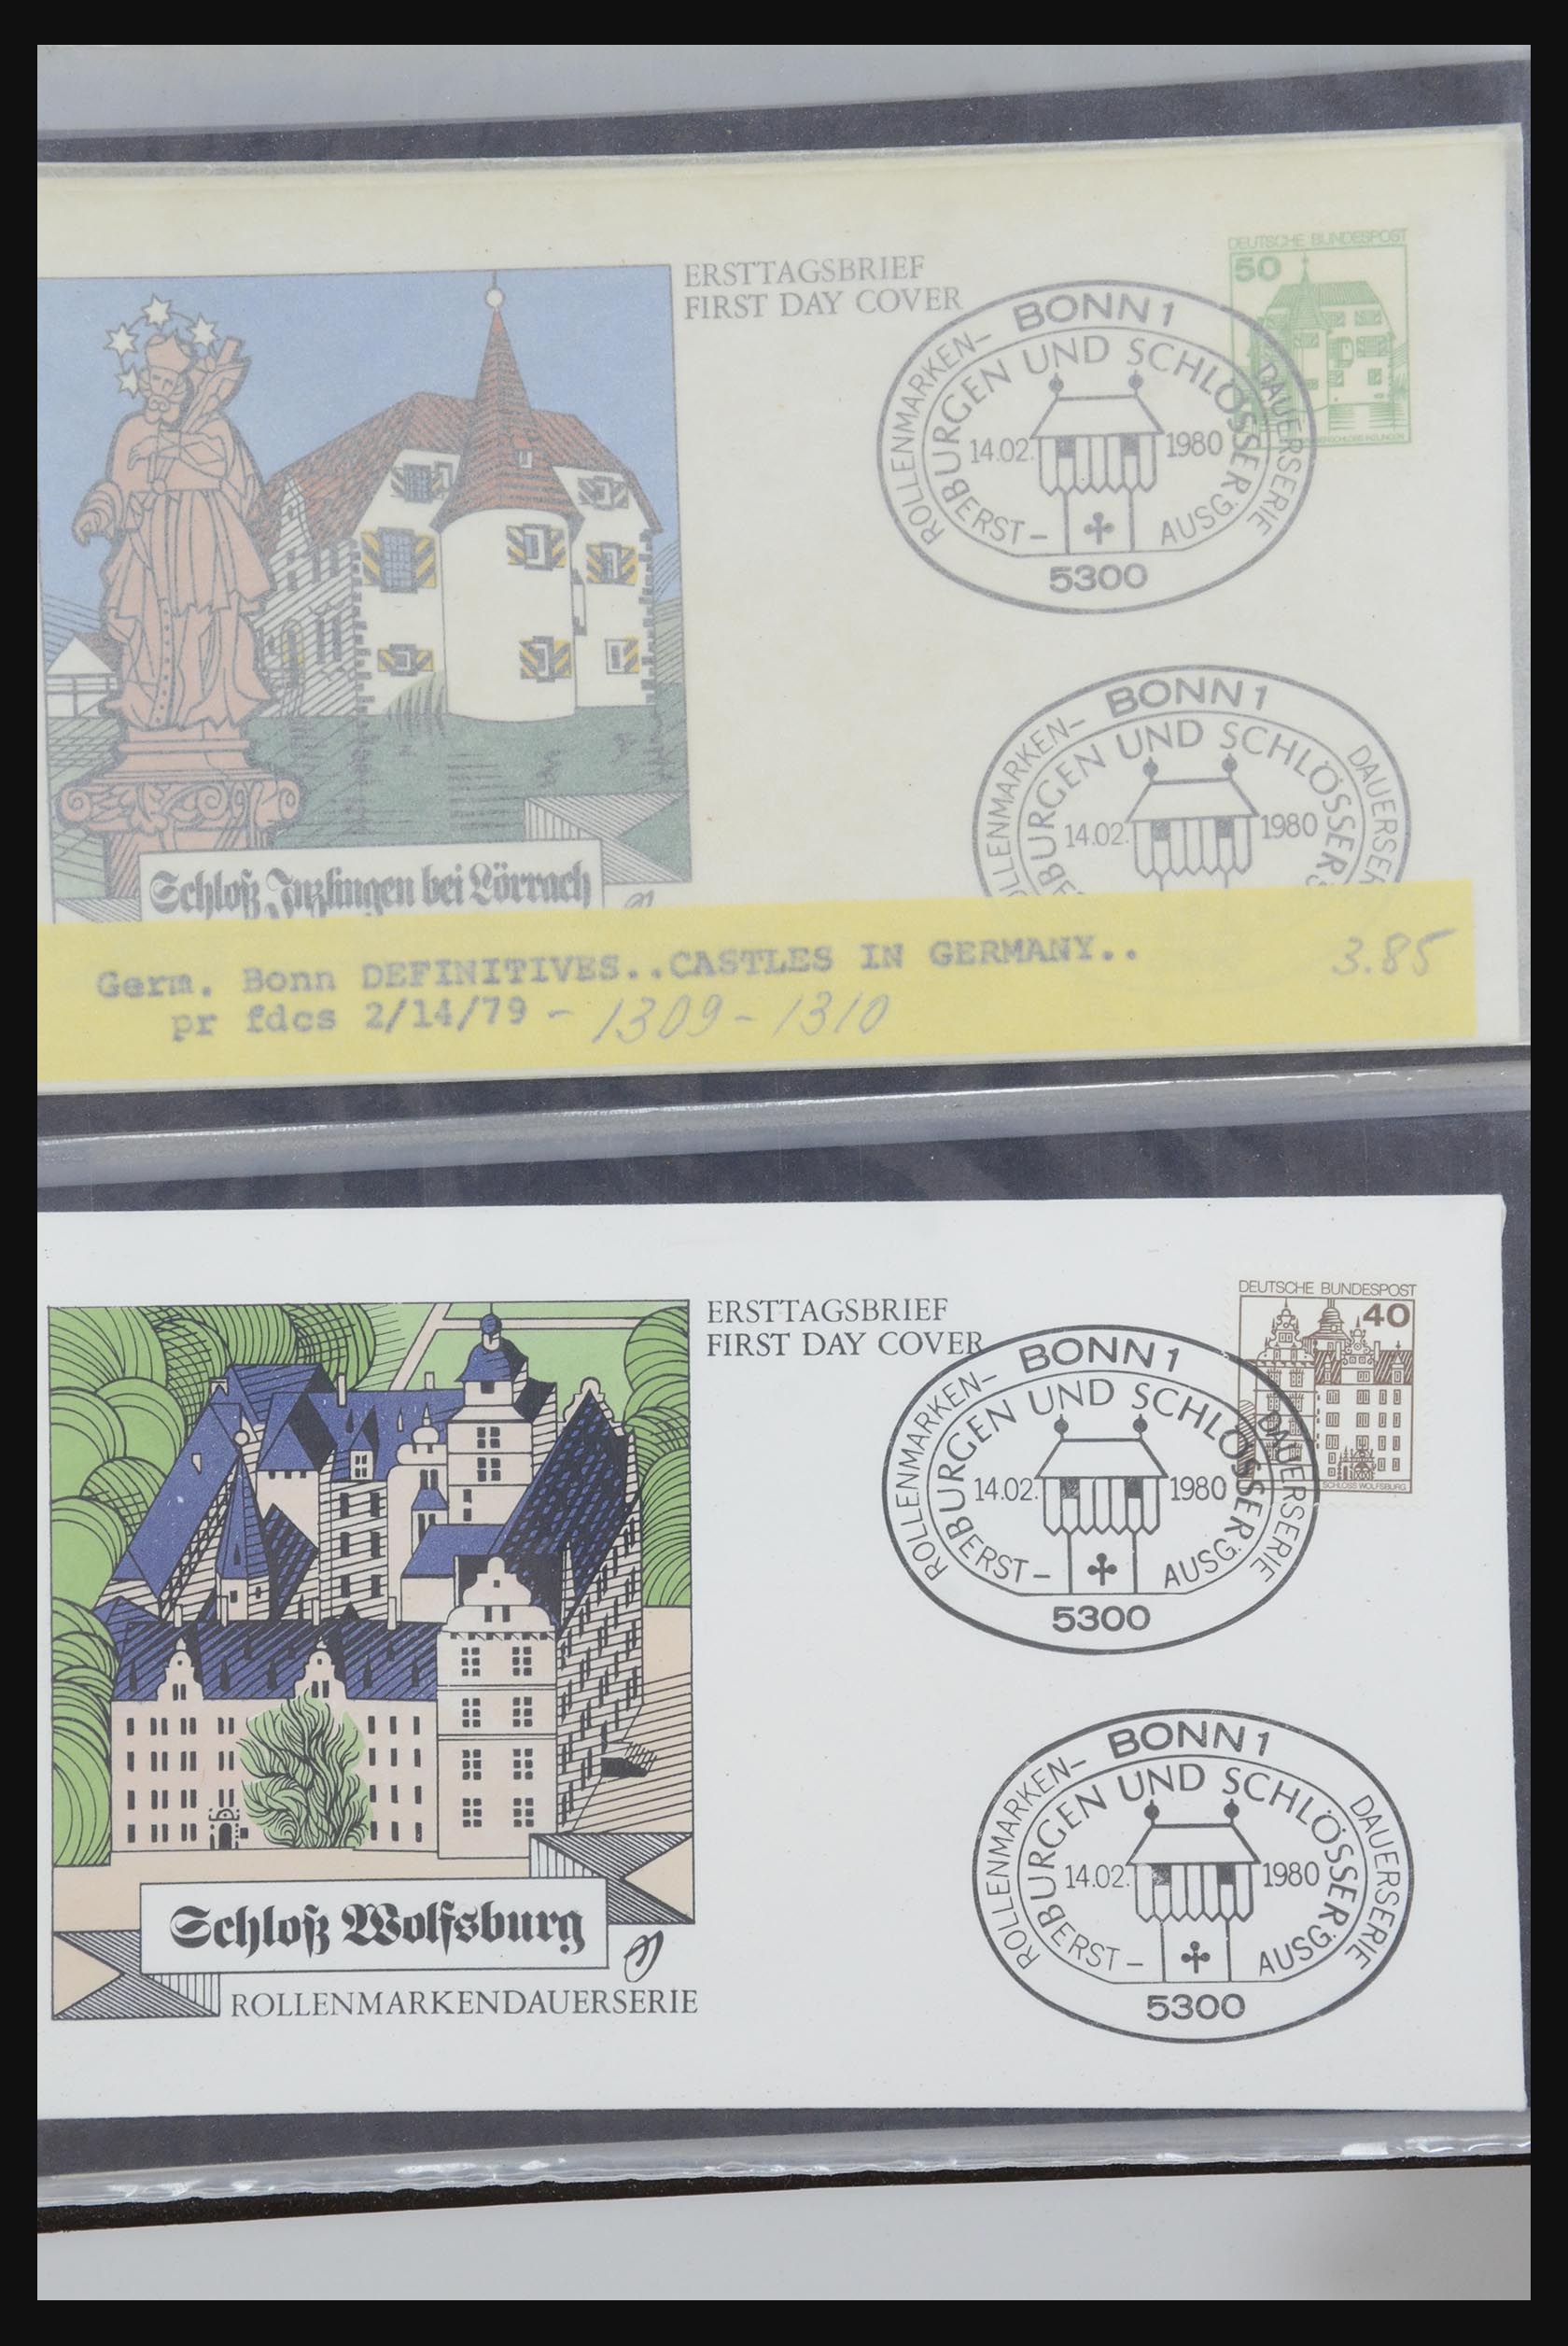 ERSTTAGSBRIEF
FIRST DAY COVER
DEUTSCHE BUNDESPOST
50
BONN 1
ROLLENMARKEN- DAUERSERIE
BURGEN UND SCHLÖSSER
14.02. 1980
ERST- AUSG.
5300
BONN 1
ROLLENMARKEN- DAUERSER
BURGEN UND SCHLÖSSER
14.02. 1980
Schloß Inzlingen bei Lörrach
Germ. Bonn DEFINITIVES..CASTLES IN GERMANY.. 3.85
pr fdcs 2/14/79 - 1309-1310
ERSTTAGSBRIEF
FIRST DAY COVER
DEUTSCHE BUNDESPOST
40
SCHLOSS WOLFSBURG
BONN 1
ROLLENMARKEN- DAUERSERIE
BURGEN UND SCHLÖSSER
14.02. 1980
ERST- AUSG.
5300
BONN 1
ROLLENMARKEN- DAUERSERIE
BURGEN UND SCHLÖSSER
14.02. 1980
ERST- AUSG.
5300
Schloß Wolfsburg
ROLLENMARKENDAUERSERIE